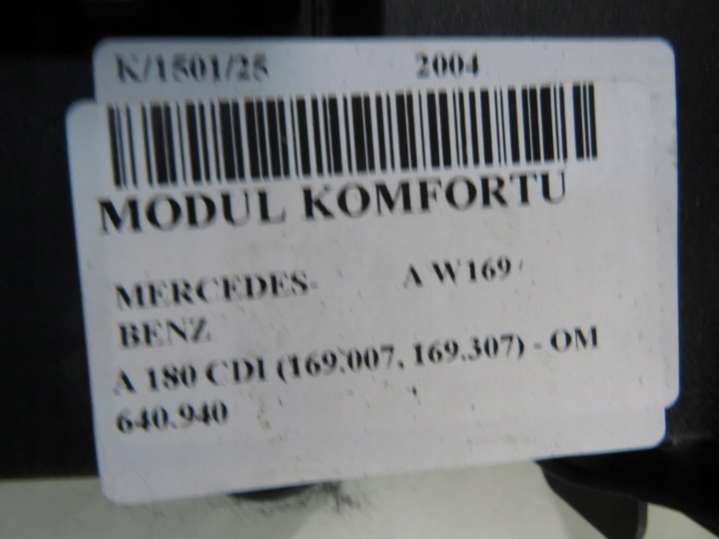 K/1501/25 2004
MODUL KOMFORTU
MERCEDES- A W169 /
BENZ
A 180 CDI (169.007, 169.307) - OM
640.940